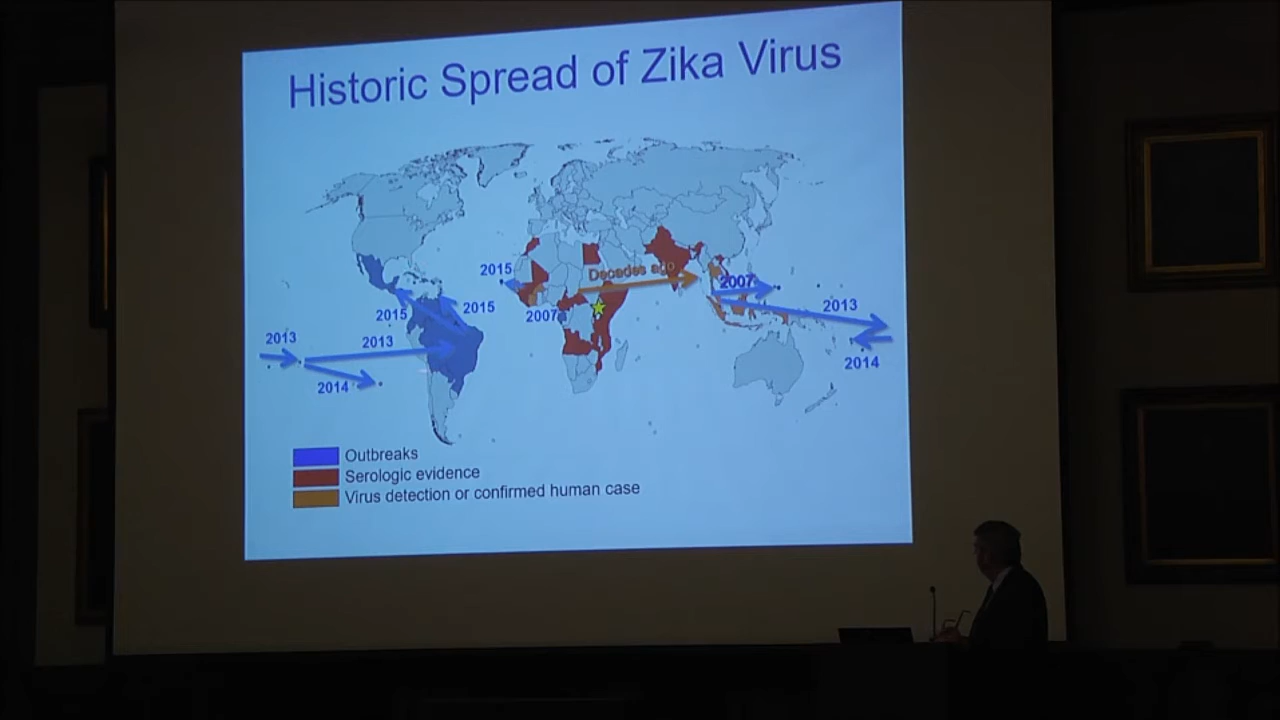 Historic Spread of Zika Virus
Decades ago
2015
2007
2007
2013
2014
2015
2015
2013
2013
2014
Outbreaks
Serologic evidence
Virus detection or confirmed human case